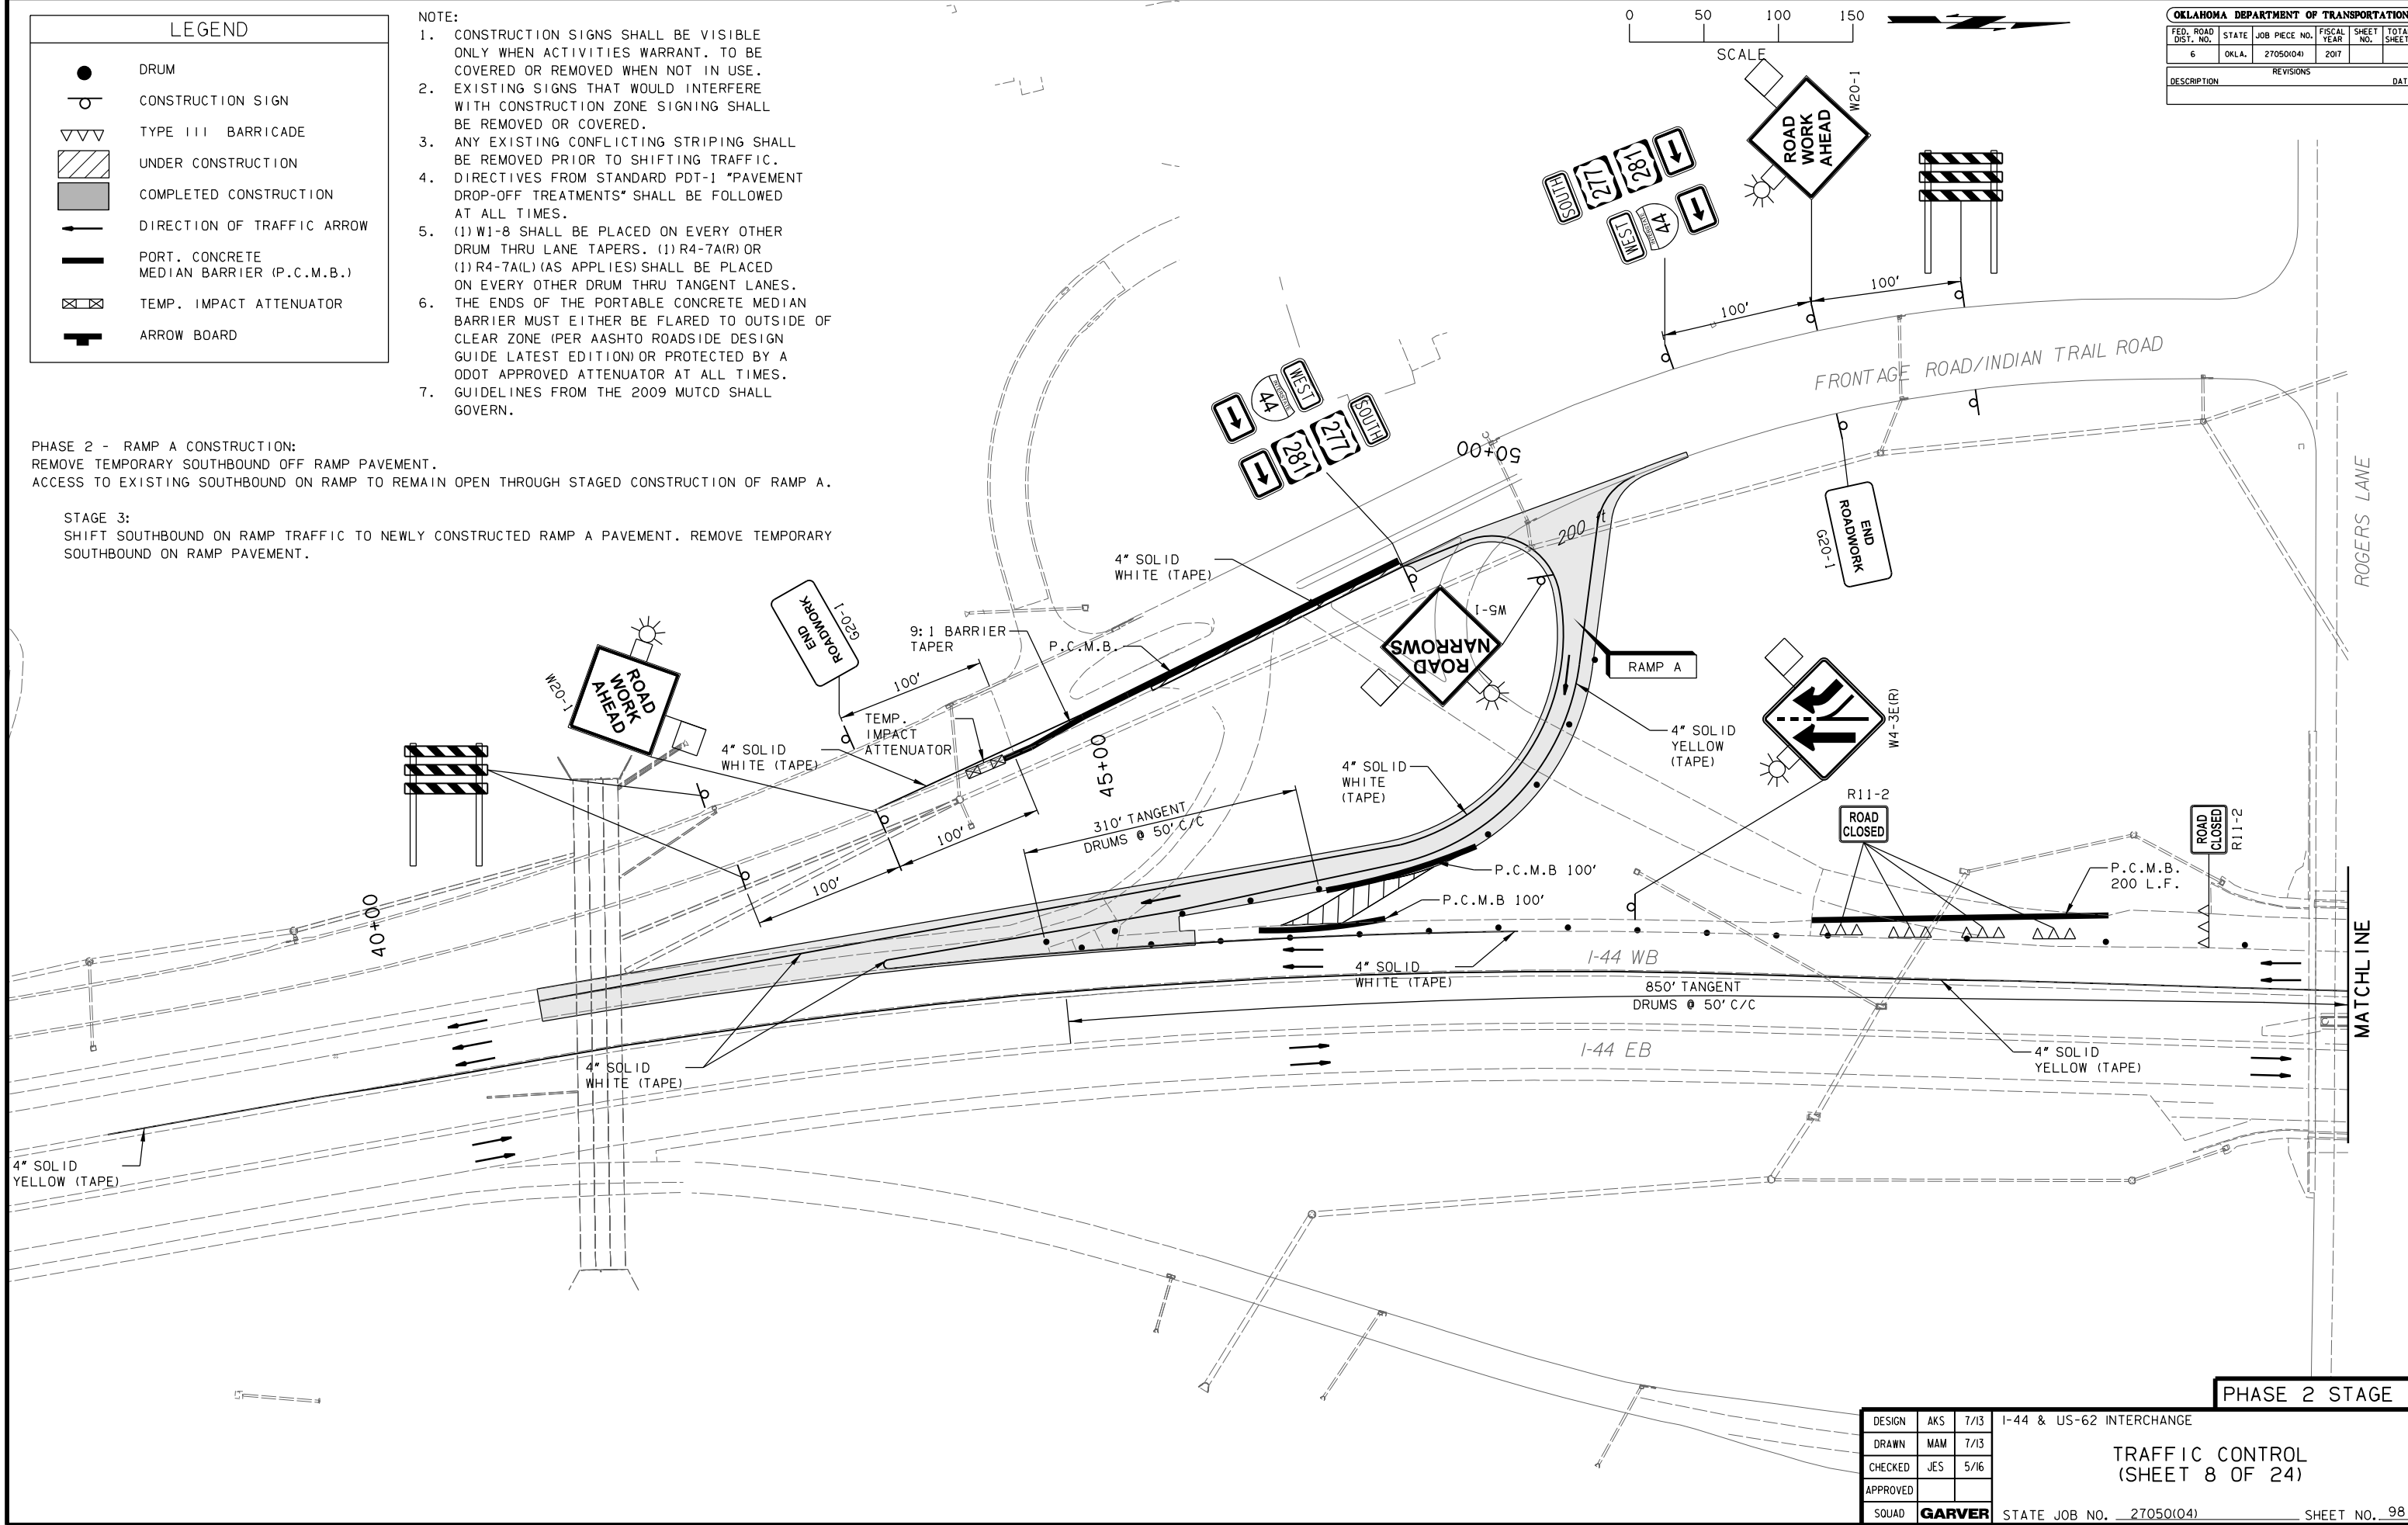 LEGEND
DRUM
CONSTRUCTION SIGN
TYPE III BARRICADE
UNDER CONSTRUCTION
COMPLETED CONSTRUCTION
DIRECTION OF TRAFFIC ARROW
PORT. CONCRETE
MEDIAN BARRIER (P.C.M.B.)
TEMP. IMPACT ATTENUATOR
ARROW BOARD
NOTE:
1. CONSTRUCTION SIGNS SHALL BE VISIBLE
ONLY WHEN ACTIVITIES WARRANT. TO BE
COVERED OR REMOVED WHEN NOT IN USE.
2. EXISTING SIGNS THAT WOULD INTERFERE
WITH CONSTRUCTION ZONE SIGNING SHALL
BE REMOVED OR COVERED.
3. ANY EXISTING CONFLICTING STRIPING SHALL
BE REMOVED PRIOR TO SHIFTING TRAFFIC.
4. DIRECTIVES FROM STANDARD PDT-1 "PAVEMENT
DROP-OFF TREATMENTS" SHALL BE FOLLOWED
AT ALL TIMES.
5. (1) W1-8 SHALL BE PLACED ON EVERY OTHER
DRUM THRU LANE TAPERS. (1) R4-7A(R) OR
(1) R4-7A(L) (AS APPLIES) SHALL BE PLACED
ON EVERY OTHER DRUM THRU TANGENT LANES.
6. THE ENDS OF THE PORTABLE CONCRETE MEDIAN
BARRIER MUST EITHER BE FLARED TO OUTSIDE OF
CLEAR ZONE (PER AASHTO ROADSIDE DESIGN
GUIDE LATEST EDITION) OR PROTECTED BY A
ODOT APPROVED ATTENUATOR AT ALL TIMES.
7. GUIDELINES FROM THE 2009 MUTCD SHALL
GOVERN.
PHASE 2 - RAMP A CONSTRUCTION:
REMOVE TEMPORARY SOUTHBOUND OFF RAMP PAVEMENT.
ACCESS TO EXISTING SOUTHBOUND ON RAMP TO REMAIN OPEN THROUGH STAGED CONSTRUCTION OF RAMP A.
STAGE 3:
SHIFT SOUTHBOUND ON RAMP TRAFFIC TO NEWLY CONSTRUCTED RAMP A PAVEMENT. REMOVE TEMPORARY
SOUTHBOUND ON RAMP PAVEMENT.
0 50 100 150
SCALE
OKLAHOMA DEPARTMENT OF TRANSPORTATION
FED. ROAD DIST. NO.
STATE
JOB PIECE NO.
FISCAL YEAR
SHEET NO.
6
OKLA.
27050(04)
2017
REVISIONS
DESCRIPTION
ROAD
WORK
AHEAD
W20-1
SOUTH
277
281
WEST
INTERSTATE
44
100'
100'
FRONTAGE ROAD/INDIAN TRAIL ROAD
WEST
INTERSTATE
44
SOUTH
277
281
50+00
200 ft
END
ROADWORK
G20-1
ROGERS LANE
4" SOLID
WHITE (TAPE)
END
ROADWORK
G20-1
9:1 BARRIER
TAPER
P.C.M.B.
ROAD
NARROWS
W5-1
RAMP A
ROAD
WORK
AHEAD
W20-1
100'
TEMP.
IMPACT
ATTENUATOR
4" SOLID
WHITE (TAPE)
45+00
4" SOLID
YELLOW
(TAPE)
W4-3E(R)
4" SOLID
WHITE
(TAPE)
310' TANGENT
DRUMS @ 50' C/C
100'
100'
R11-2
ROAD
CLOSED
ROAD
CLOSED
R11-2
P.C.M.B 100'
P.C.M.B 100'
P.C.M.B.
200 L.F.
40+00
I-44 WB
4" SOLID
WHITE (TAPE)
850' TANGENT
DRUMS @ 50' C/C
MATCHLINE
I-44 EB
4" SOLID
WHITE (TAPE)
4" SOLID
YELLOW (TAPE)
4" SOLID
YELLOW (TAPE)
PHASE 2 STAGE
DESIGN AKS 7/13
DRAWN MAM 7/13
CHECKED JES 5/16
APPROVED
SQUAD GARVER
I-44 & US-62 INTERCHANGE
TRAFFIC CONTROL
(SHEET 8 OF 24)
STATE JOB NO. 27050(04) SHEET NO. 98